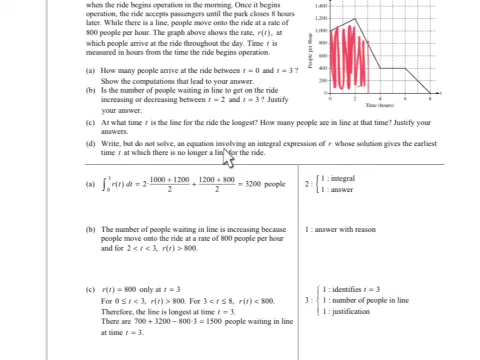 when the ride begins operation in the morning. Once it begins
operation, the ride accepts passengers until the park closes 8 hours
later. While there is a line, people move onto the ride at a rate of
800 people per hour. The graph above shows the rate, r(t), at
which people arrive at the ride throughout the day. Time t is
measured in hours from the time the ride begins operation.
1,400
1,200
1,000
800
600
400
200
0
People per Hour
2 4 6 8
Time (hours)
(a) How many people arrive at the ride between t = 0 and t = 3 ?
Show the computations that lead to your answer.
(b) Is the number of people waiting in line to get on the ride
increasing or decreasing between t = 2 and t = 3 ? Justify
your answer.
(c) At what time t is the line for the ride the longest? How many people are in line at that time? Justify your
answers.
(d) Write, but do not solve, an equation involving an integral expression of r whose solution gives the earliest
time t at which there is no longer a line for the ride.
(a) ∫₀³ r(t) dt = 2 · (1000 + 1200)/2 + (1200 + 800)/2 = 3200 people
2 : { 1 : integral
1 : answer
(b) The number of people waiting in line is increasing because
people move onto the ride at a rate of 800 people per hour
and for 2 < t < 3, r(t) > 800.
1 : answer with reason
(c) r(t) = 800 only at t = 3
For 0 ≤ t < 3, r(t) > 800. For 3 < t ≤ 8, r(t) < 800.
Therefore, the line is longest at t = 3.
There are 700 + 3200 − 800 · 3 = 1500 people waiting in line
at time t = 3.
3 : { 1 : identifies t = 3
1 : number of people in line
1 : justification